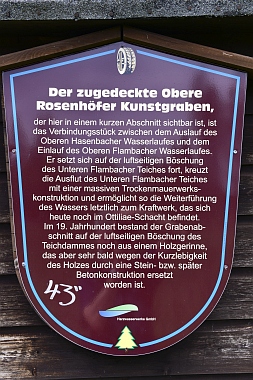 Der zugedeckte Obere
Rosenhöfer Kunstgraben,
der hier in einem kurzen Abschnitt sichtbar ist, ist
das Verbindungsstück zwischen dem Auslauf des
Oberen Hasenbacher Wasserlaufes und dem
Einlauf des Oberen Flambacher Wasserlaufes.
Er setzt sich auf der luftseitigen Böschung
des Unteren Flambacher Teiches fort, kreuzt
die Ausflut des Unteren Flambacher Teiches
mit einer massiven Trockenmauerwerks-
konstruktion und ermöglicht so die Weiterführung
des Wassers letztlich zum Kraftwerk, das sich
heute noch im Ottiliae-Schacht befindet.
Im 19. Jahrhundert bestand der Grabenab-
schnitt auf der luftseitigen Böschung des
Teichdammes noch aus einem Holzgerinne,
das aber sehr bald wegen der Kurzlebigkeit
des Holzes durch eine Stein- bzw. später
Betonkonstruktion ersetzt
worden ist.
43"
Harzwasserwerke GmbH